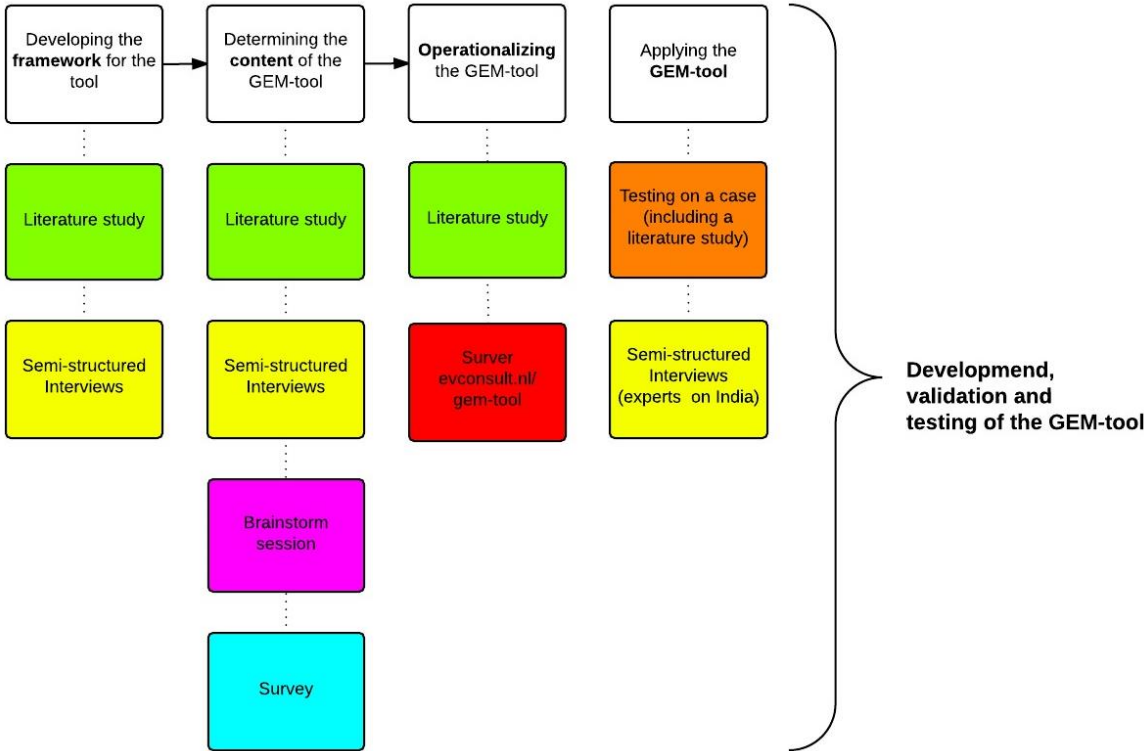 Developing the
framework for the
tool
Determining the
content of the
GEM-tool
Operationalizing
the GEM-tool
Applying the
GEM-tool
Literature study
Literature study
Literature study
Testing on a case
(including a
literature study)
Semi-structured
Interviews
Semi-structured
Interviews
Surver
evconsult.nl/
gem-tool
Semi-structured
Interviews
(experts on India)
Brainstorm
session
Survey
Developmend,
validation and
testing of the GEM-tool